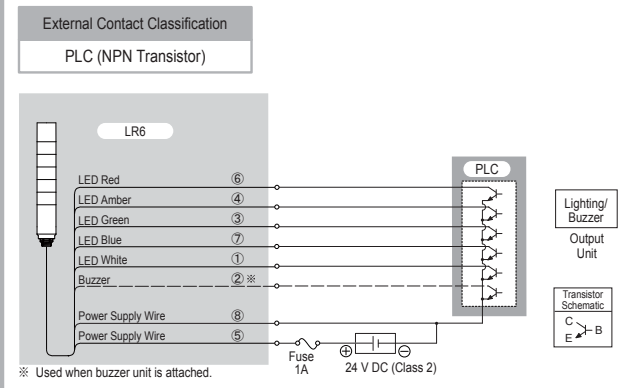 External Contact Classification
PLC (NPN Transistor)
LR6
PLC
LED Red ⑥
LED Amber ④
LED Green ③
LED Blue ⑦
LED White ①
Buzzer ②※
Power Supply Wire ⑧
Power Supply Wire ⑤
Fuse
1A
⊕ ⊖
24 V DC (Class 2)
※ Used when buzzer unit is attached.
Lighting/
Buzzer
Output
Unit
Transistor
Schematic
C
B
E